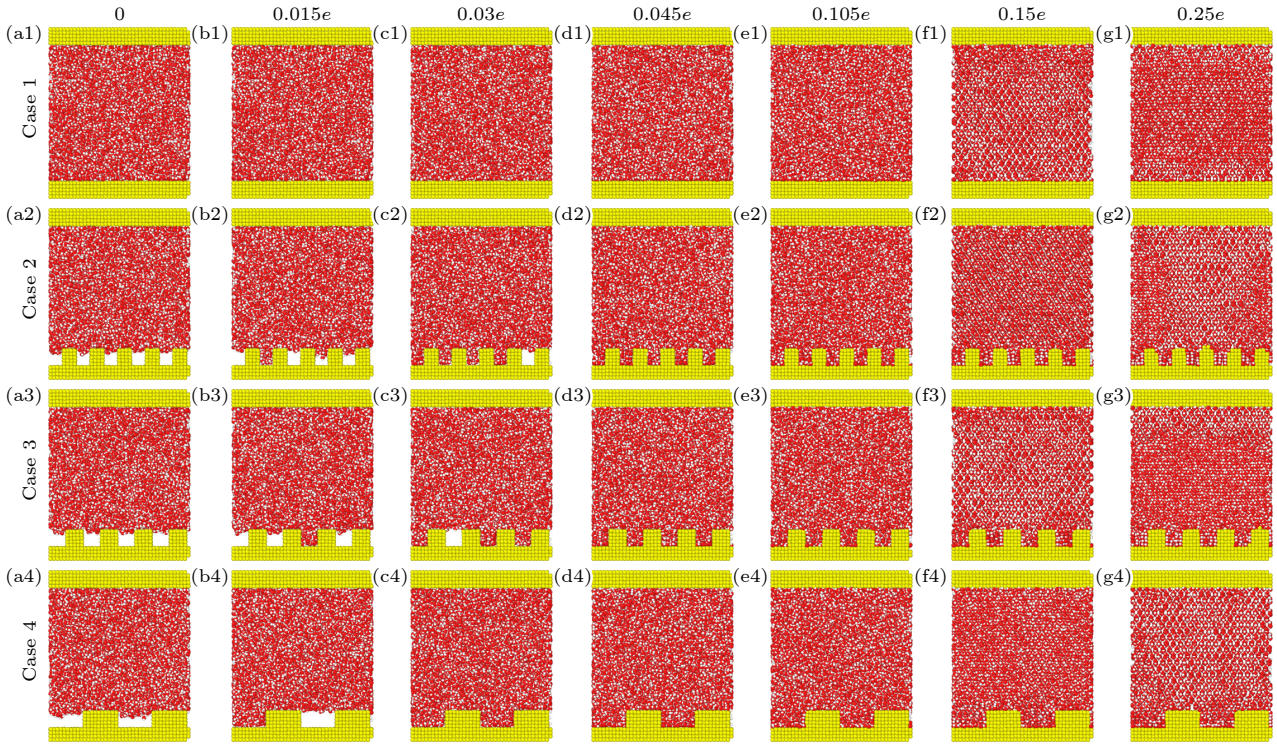 0 0.015e 0.03e 0.045e 0.105e 0.15e 0.25e
(a1) (b1) (c1) (d1) (e1) (f1) (g1)
Case 1
(a2) (b2) (c2) (d2) (e2) (f2) (g2)
Case 2
(a3) (b3) (c3) (d3) (e3) (f3) (g3)
Case 3
(a4) (b4) (c4) (d4) (e4) (f4) (g4)
Case 4